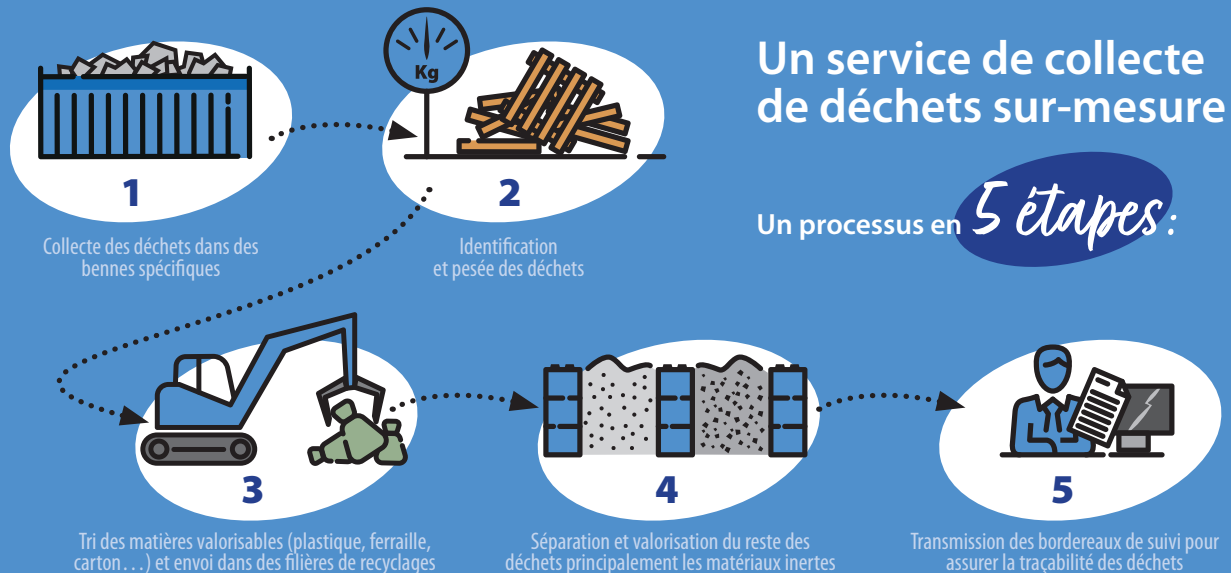 Un service de collecte
de déchets sur-mesure
Un processus en 5 étapes :
Kg
1
Collecte des déchets dans des
bennes spécifiques
2
Identification
et pesée des déchets
3
Tri des matières valorisables (plastique, ferraille,
carton…) et envoi dans des filières de recyclages
4
Séparation et valorisation du reste des
déchets principalement les matériaux inertes
5
Transmission des bordereaux de suivi pour
assurer la traçabilité des déchets